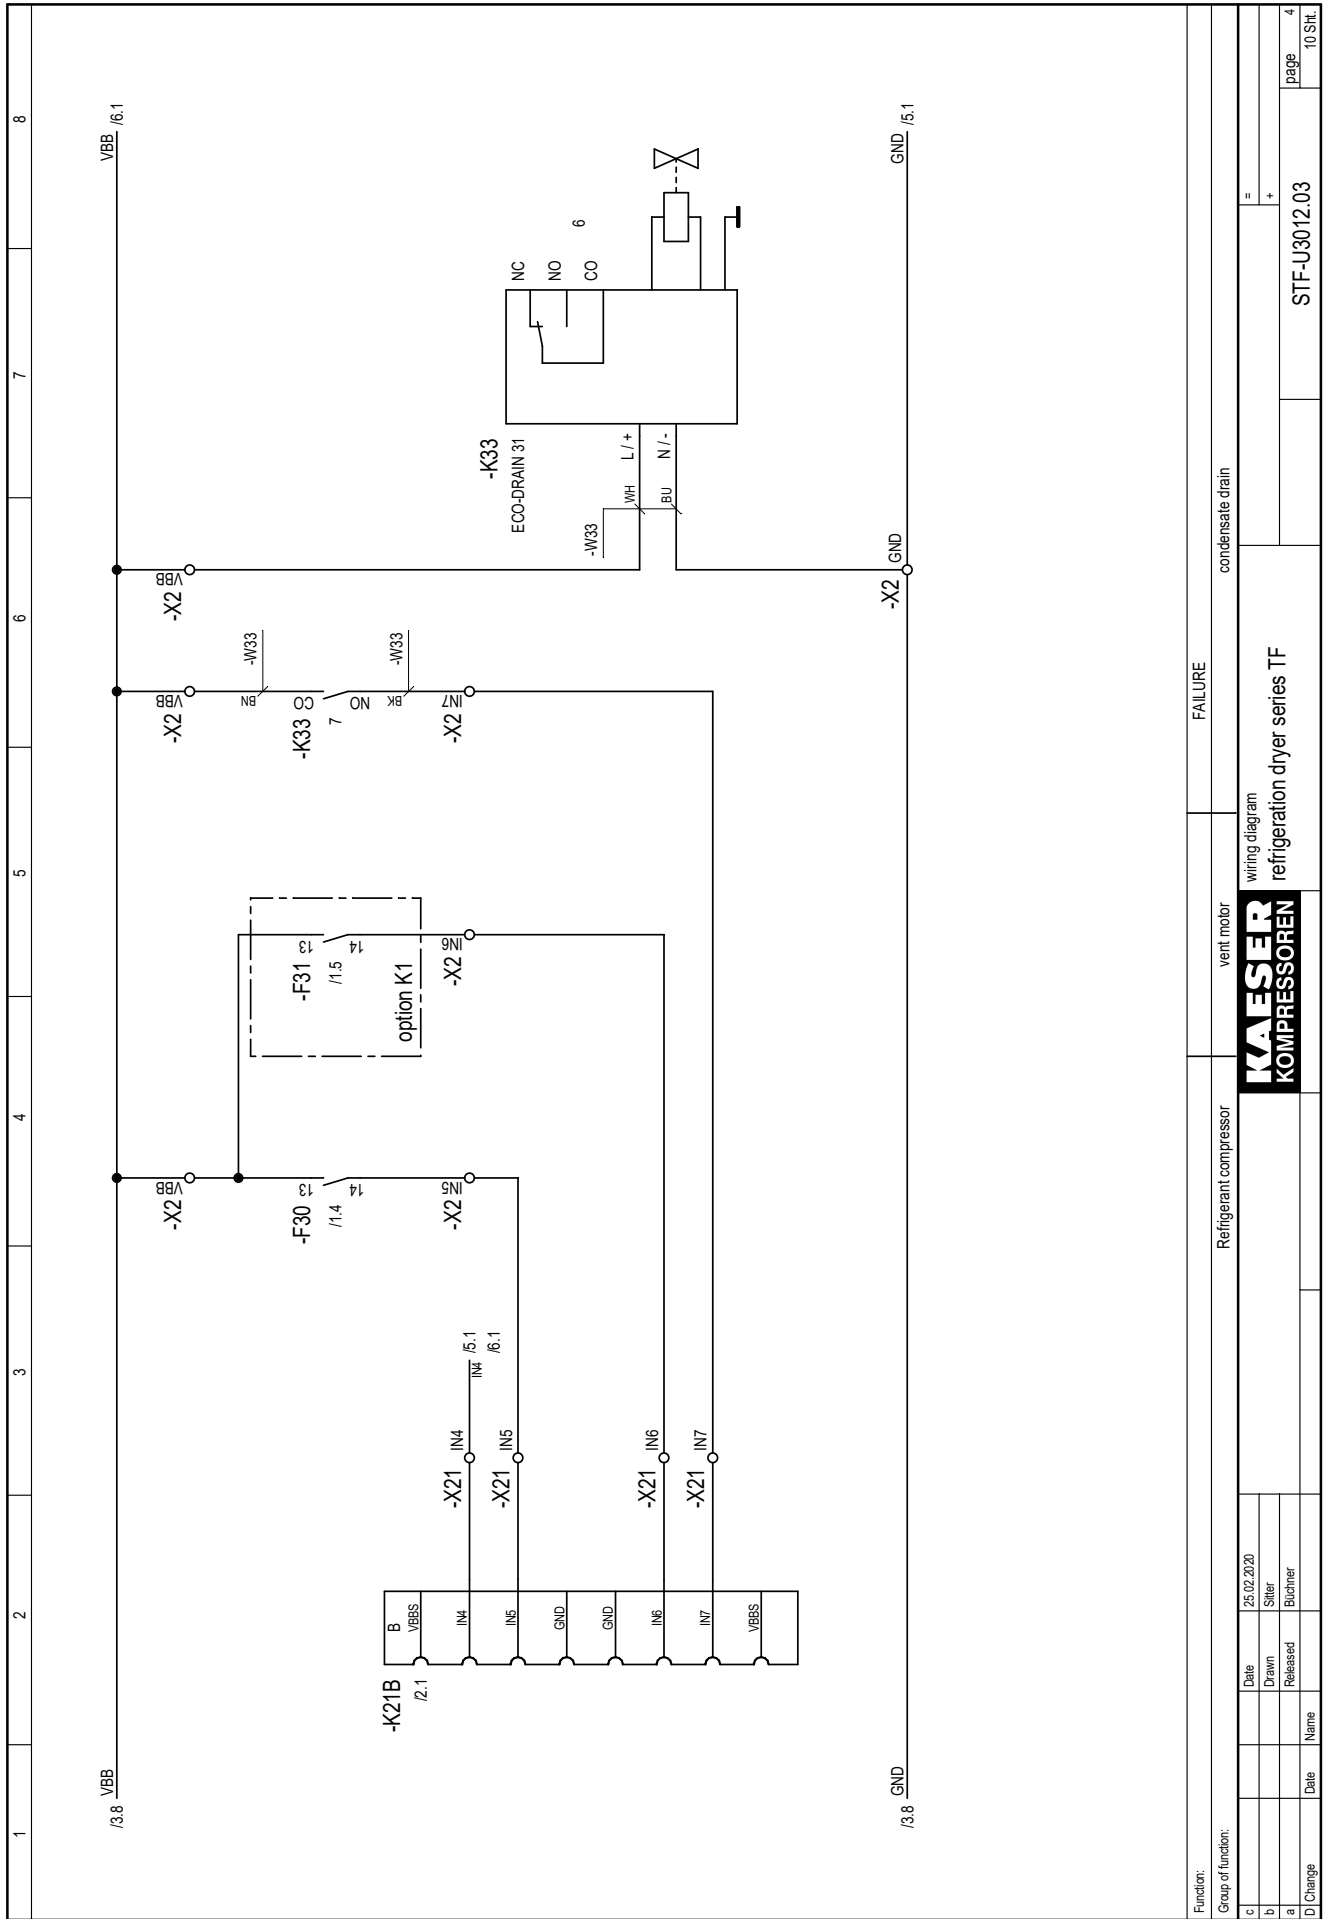 1 2 3 4 5 6 7 8
/3.8 VBB
VBB /6.1
-X2 VBB
-X2 VBB
-X2 VBB
BN -W33
-F30 13
/1.4 14
-F31 13
/1.5 14
option K1
-K33 CO
7 NO
BK -W33
-X2 IN5
-X2 IN6
-X2 IN7
-K21B
/2.1
B
VBBS
IN4
IN5
GND
GND
IN6
IN7
VBBS
-X21 IN4
IN4 /5.1
/6.1
-X21 IN5
-X21 IN6
-X21 IN7
-K33
ECO-DRAIN 31
NC
NO
CO
6
-W33
WH L / +
BU N / -
-X2 GND
/3.8 GND
GND /5.1
Function: FAILURE
Group of function: Refrigerant compressor vent motor condensate drain
c Date 25.02.2020
b Drawn Sitter
a Released Büchner
D Change Date Name
KAESER
KOMPRESSOREN
wiring diagram
refrigeration dryer series TF
=
+
STF-U3012.03
page 4
10 Sht.